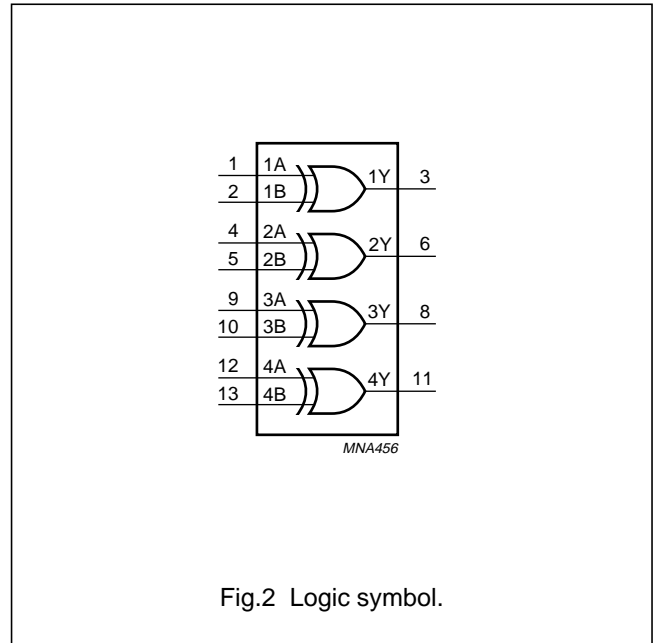 1 1A 1Y 3
2 1B
4 2A 2Y 6
5 2B
9 3A 3Y 8
10 3B
12 4A 4Y 11
13 4B
MNA456
Fig.2 Logic symbol.